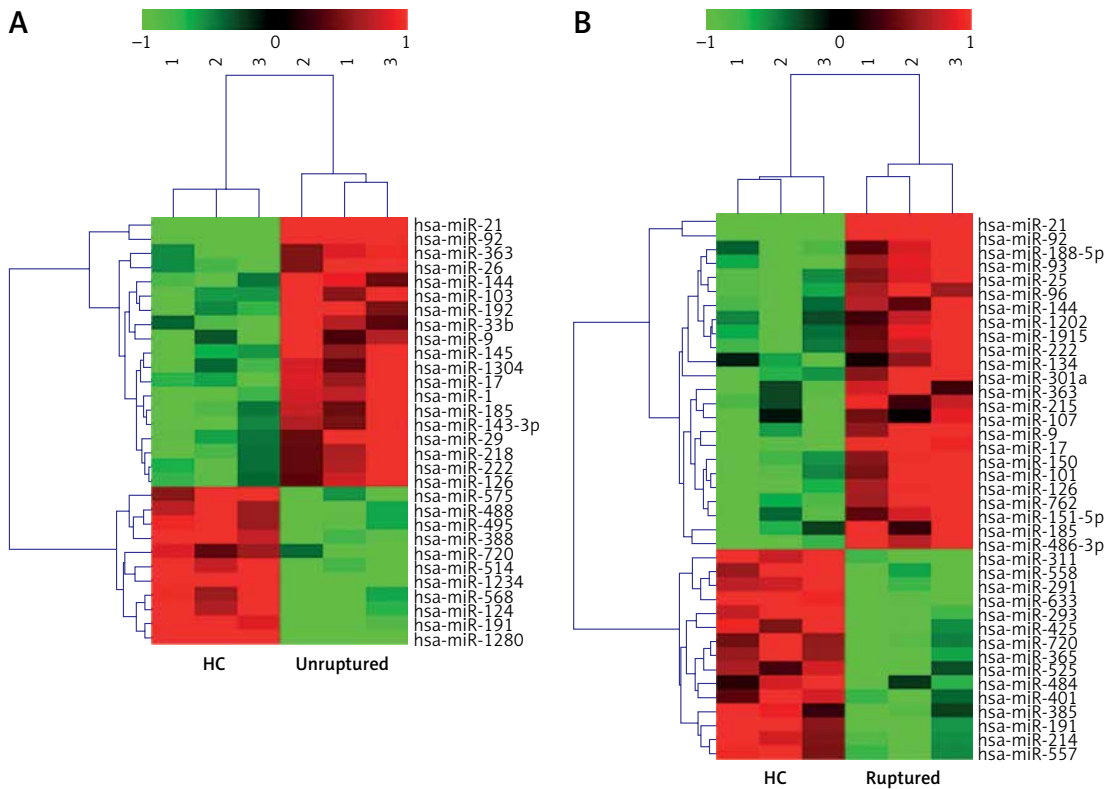 A
−1 0 1
1 2 3 2 1 3
hsa-miR-21
hsa-miR-92
hsa-miR-363
hsa-miR-26
hsa-miR-144
hsa-miR-103
hsa-miR-192
hsa-miR-33b
hsa-miR-9
hsa-miR-145
hsa-miR-1304
hsa-miR-17
hsa-miR-1
hsa-miR-185
hsa-miR-143-3p
hsa-miR-29
hsa-miR-218
hsa-miR-222
hsa-miR-126
hsa-miR-575
hsa-miR-488
hsa-miR-495
hsa-miR-388
hsa-miR-720
hsa-miR-514
hsa-miR-1234
hsa-miR-568
hsa-miR-124
hsa-miR-191
hsa-miR-1280
HC Unruptured
B
−1 0 1
1 2 3 1 2 3
hsa-miR-21
hsa-miR-92
hsa-miR-188-5p
hsa-miR-93
hsa-miR-25
hsa-miR-96
hsa-miR-144
hsa-miR-1202
hsa-miR-1915
hsa-miR-222
hsa-miR-134
hsa-miR-301a
hsa-miR-363
hsa-miR-215
hsa-miR-107
hsa-miR-9
hsa-miR-17
hsa-miR-150
hsa-miR-101
hsa-miR-126
hsa-miR-762
hsa-miR-151-5p
hsa-miR-185
hsa-miR-486-3p
hsa-miR-311
hsa-miR-558
hsa-miR-291
hsa-miR-633
hsa-miR-293
hsa-miR-425
hsa-miR-720
hsa-miR-365
hsa-miR-525
hsa-miR-484
hsa-miR-401
hsa-miR-385
hsa-miR-191
hsa-miR-214
hsa-miR-557
HC Ruptured